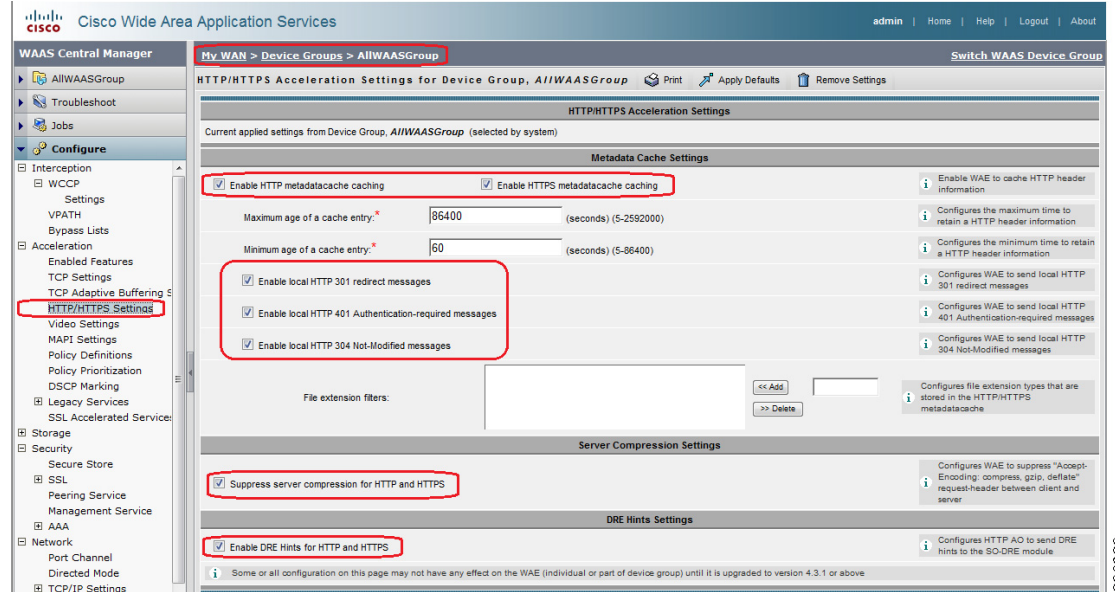 cisco Cisco Wide Area Application Services
admin | Home | Help | Logout | About
WAAS Central Manager
My WAN > Device Groups > AllWAASGroup
Switch WAAS Device Group
AllWAASGroup
Troubleshoot
Jobs
Configure
Interception
WCCP
Settings
VPATH
Bypass Lists
Acceleration
Enabled Features
TCP Settings
TCP Adaptive Buffering S
HTTP/HTTPS Settings
Video Settings
MAPI Settings
Policy Definitions
Policy Prioritization
DSCP Marking
Legacy Services
SSL Accelerated Services
Storage
Security
Secure Store
SSL
Peering Service
Management Service
AAA
Network
Port Channel
Directed Mode
TCP/IP Settings
HTTP/HTTPS Acceleration Settings for Device Group, AllWAASGroup Print Apply Defaults Remove Settings
HTTP/HTTPS Acceleration Settings
Current applied settings from Device Group, AllWAASGroup (selected by system)
Metadata Cache Settings
Enable HTTP metadatacache caching
Enable HTTPS metadatacache caching
Enable WAE to cache HTTP header
information
Maximum age of a cache entry:* 86400 (seconds) (5-2592000)
Configures the maximum time to
retain a HTTP header information
Minimum age of a cache entry:* 60 (seconds) (5-86400)
Configures the minimum time to retain
a HTTP header information
Enable local HTTP 301 redirect messages
Configures WAE to send local HTTP
301 redirect messages
Enable local HTTP 401 Authentication-required messages
Configures WAE to send local HTTP
401 Authentication-required messages
Enable local HTTP 304 Not-Modified messages
Configures WAE to send local HTTP
304 Not-Modified messages
File extension filters:
<< Add
>> Delete
Configures file extension types that are
stored in the HTTP/HTTPS
metadatacache
Server Compression Settings
Suppress server compression for HTTP and HTTPS
Configures WAE to suppress "Accept-
Encoding: compress, gzip, deflate"
request-header between client and
server
DRE Hints Settings
Enable DRE Hints for HTTP and HTTPS
Configures HTTP AO to send DRE
hints to the SO-DRE module
Some or all configuration on this page may not have any effect on the WAE (individual or part of device group) until it is upgraded to version 4.3.1 or above